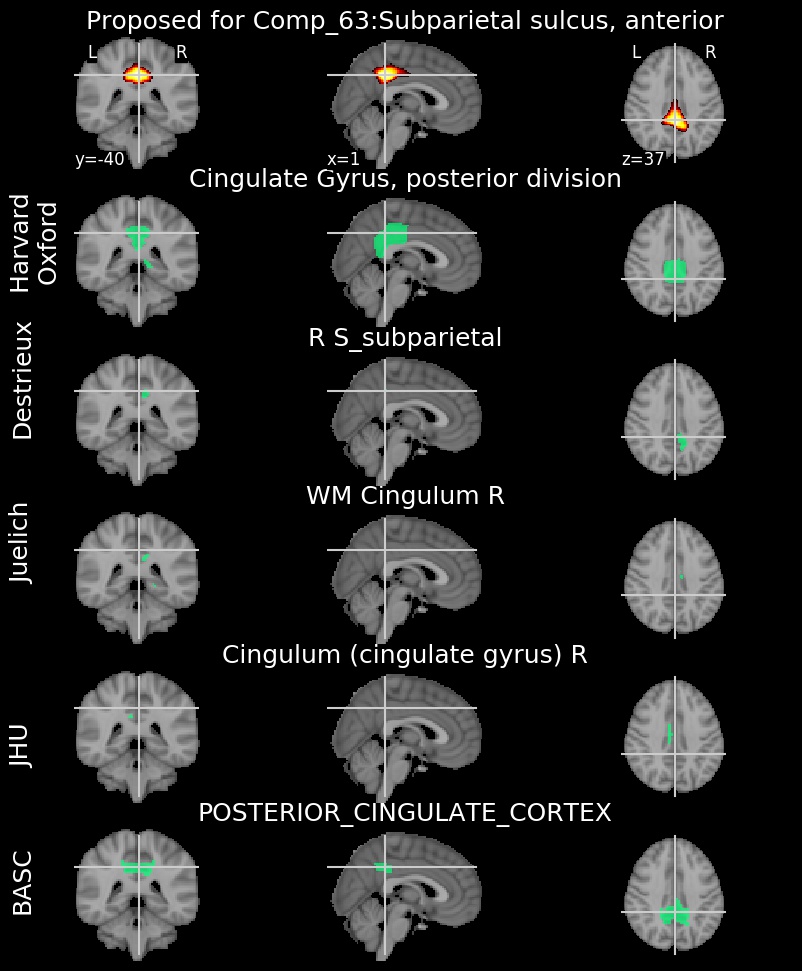 Proposed for Comp_63:Subparietal sulcus, anterior
L R L R
y=-40 x=1 z=37
Cingulate Gyrus, posterior division
Harvard
Oxford
R S_subparietal
Destrieux
WM Cingulum R
Juelich
Cingulum (cingulate gyrus) R
JHU
POSTERIOR_CINGULATE_CORTEX
BASC